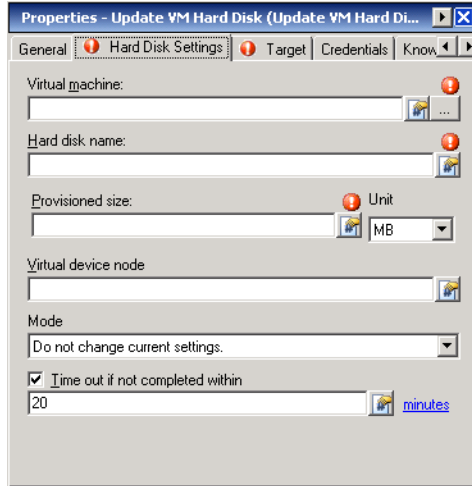 Properties - Update VM Hard Disk (Update VM Hard Di...
General Hard Disk Settings Target Credentials Know
Virtual machine:
...
Hard disk name:
Provisioned size: Unit
MB
Virtual device node
Mode
Do not change current settings.
Time out if not completed within
20 minutes